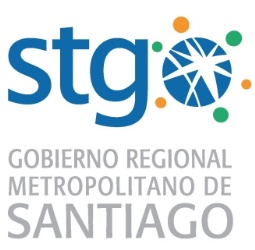 stg
GOBIERNO REGIONAL
METROPOLITANO DE
SANTIAGO